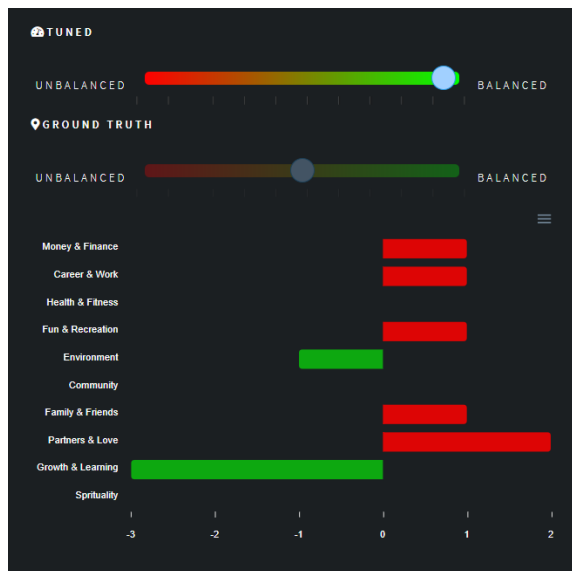 TUNED
UNBALANCED BALANCED
GROUND TRUTH
UNBALANCED BALANCED
Money & Finance
Career & Work
Health & Fitness
Fun & Recreation
Environment
Community
Family & Friends
Partners & Love
Growth & Learning
Sprituality
-3 -2 -1 0 1 2